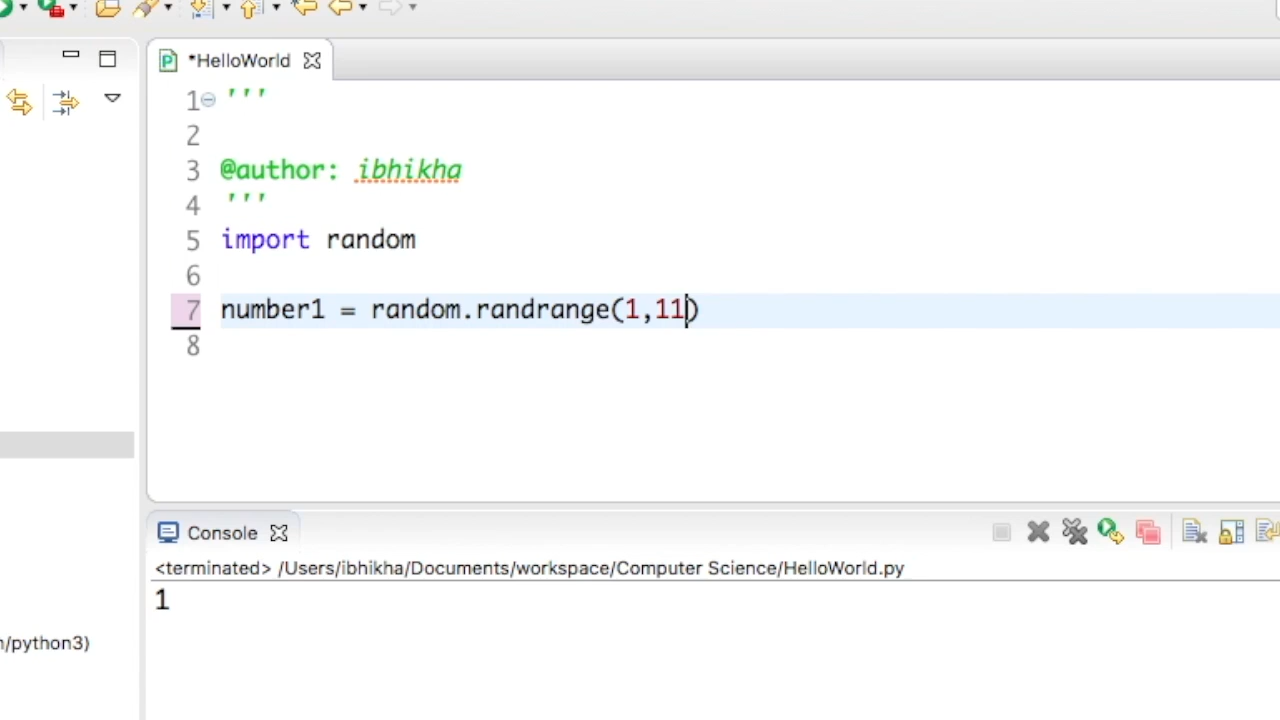 *HelloWorld
1 '''
2
3 @author: ibhikha
4 '''
5 import random
6
7 number1 = random.randrange(1,11)
8
Console
<terminated> /Users/ibhikha/Documents/workspace/Computer Science/HelloWorld.py
1
/python3)